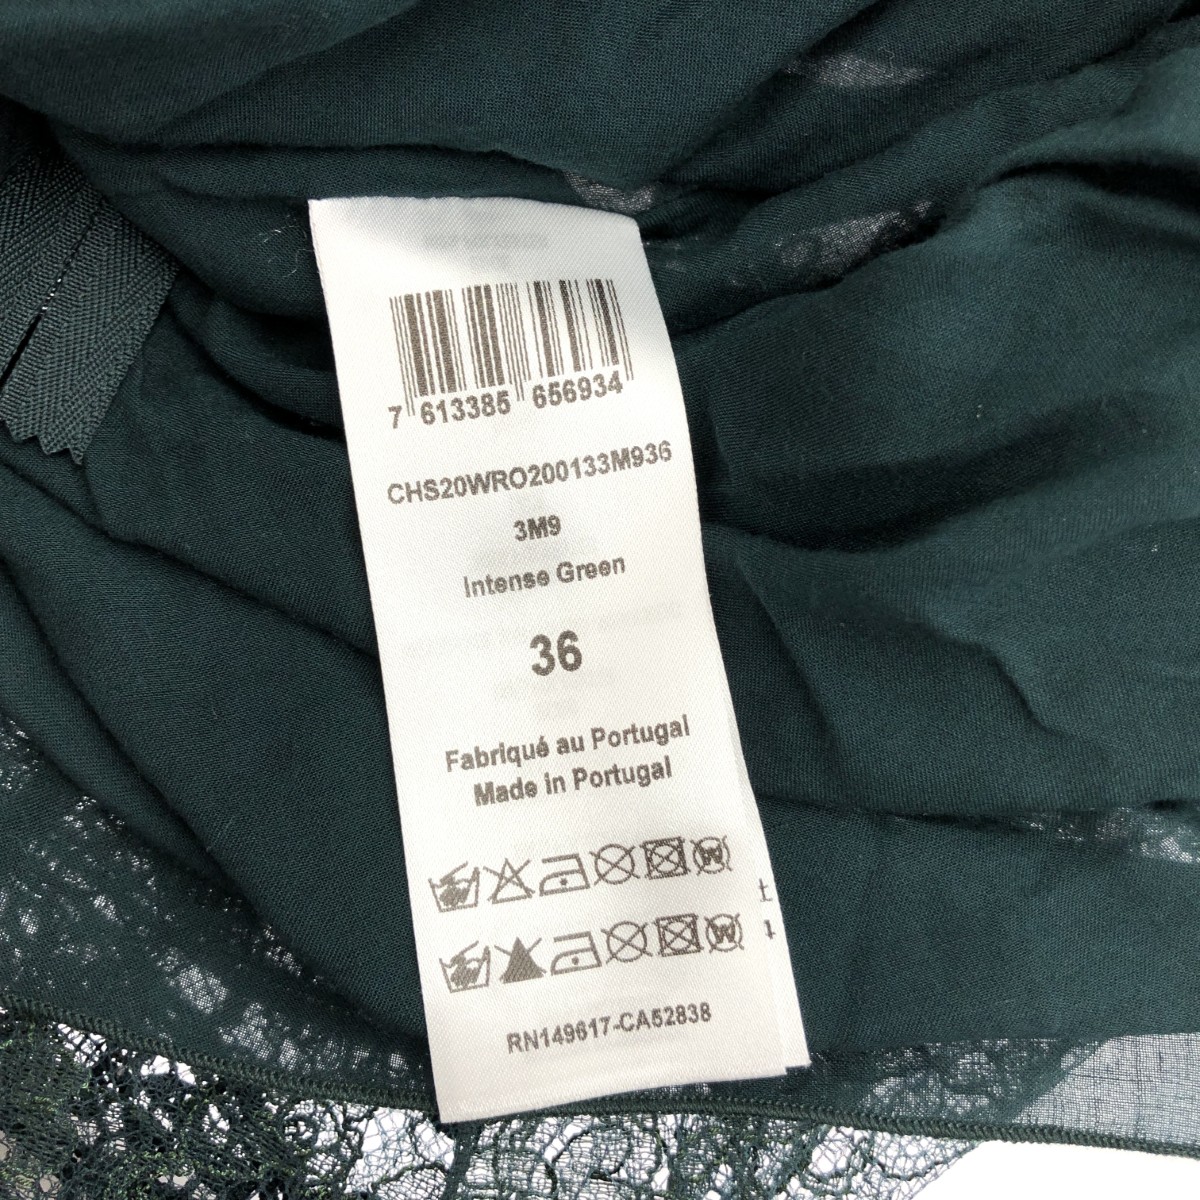 7 613385 656934
CHS20WRO200133M936
3M9
Intense Green
36
Fabriqué au Portugal
Made in Portugal
W
W
RN149617-CA52838